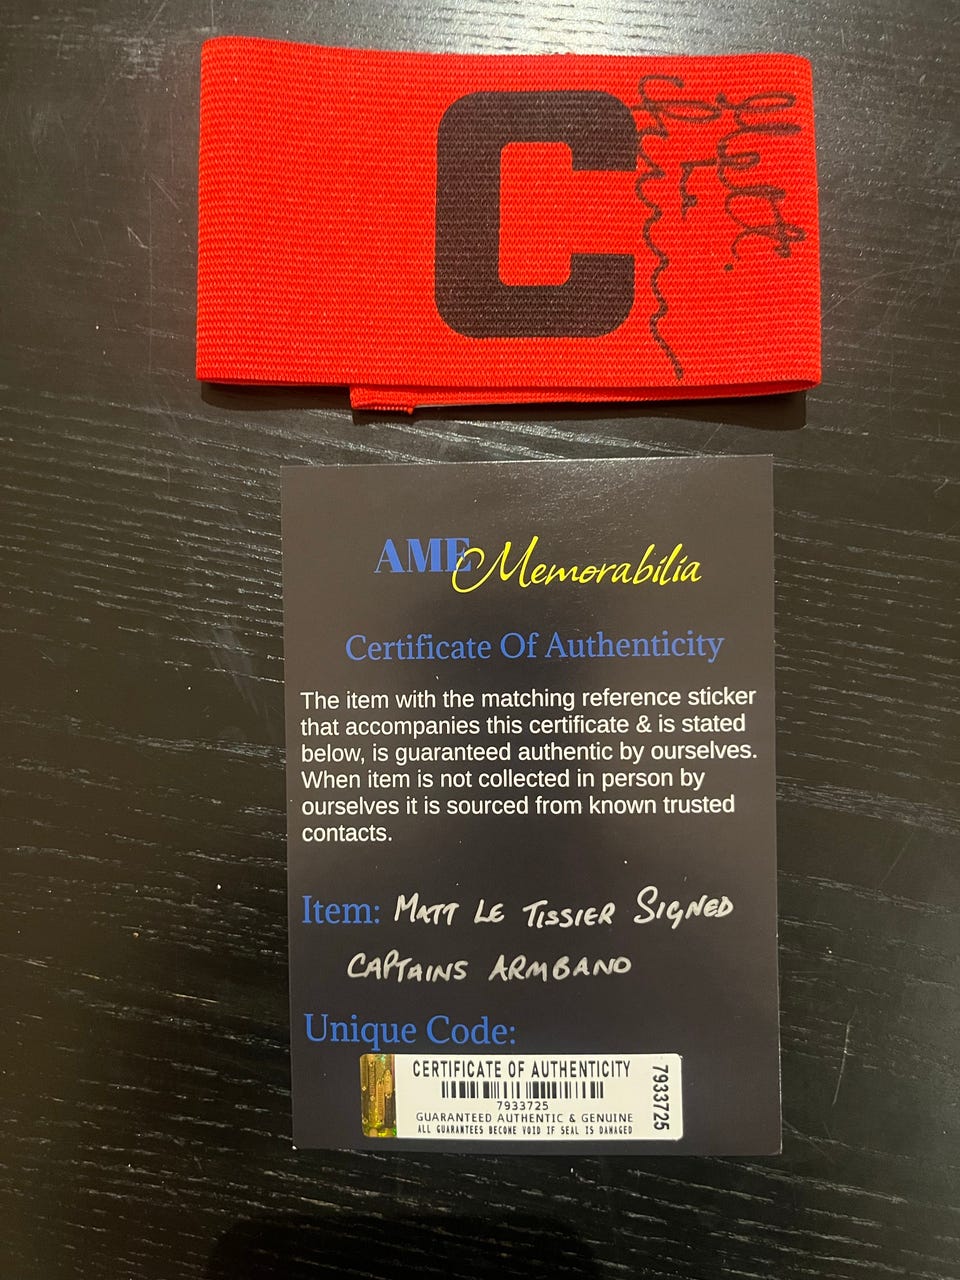 C
Matt
Le
AME Memorabilia
Certificate Of Authenticity
The item with the matching reference sticker
that accompanies this certificate & is stated
below, is guaranteed authentic by ourselves.
When item is not collected in person by
ourselves it is sourced from known trusted
contacts.
Item: MATT LE TISSIER SIGNED
CAPTAINS ARMBAND
Unique Code:
CERTIFICATE OF AUTHENTICITY
7933725
GUARANTEED AUTHENTIC & GENUINE
ALL GUARANTEES BECOME VOID IF SEAL IS DAMAGED
7933725